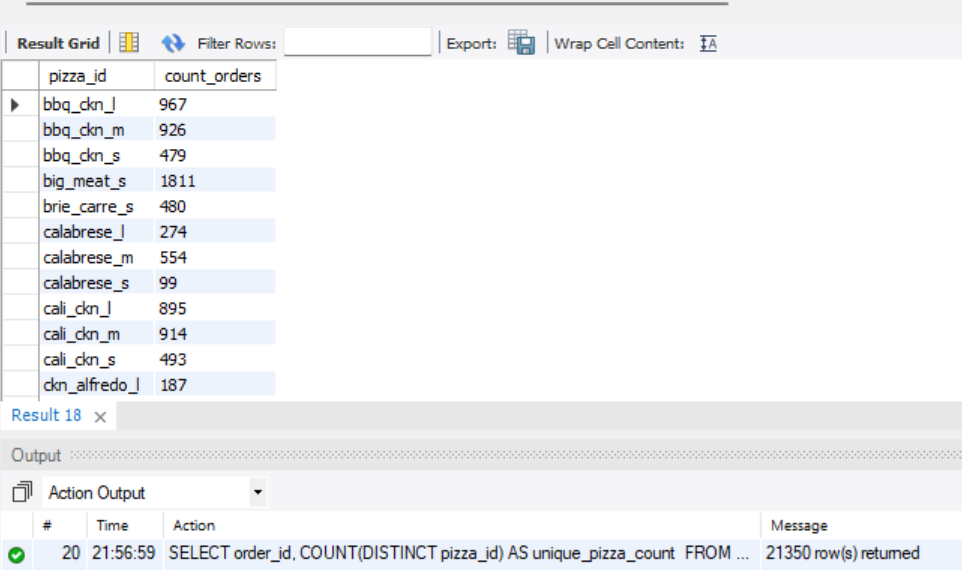 Result Grid Filter Rows: Export: Wrap Cell Content: IA
pizza_id count_orders
bbq_ckn_l 967
bbq_ckn_m 926
bbq_ckn_s 479
big_meat_s 1811
brie_carre_s 480
calabrese_l 274
calabrese_m 554
calabrese_s 99
cali_ckn_l 895
cali_ckn_m 914
cali_ckn_s 493
ckn_alfredo_l 187
Result 18 ×
Output
Action Output
# Time Action Message
20 21:56:59 SELECT order_id, COUNT(DISTINCT pizza_id) AS unique_pizza_count FROM ... 21350 row(s) returned